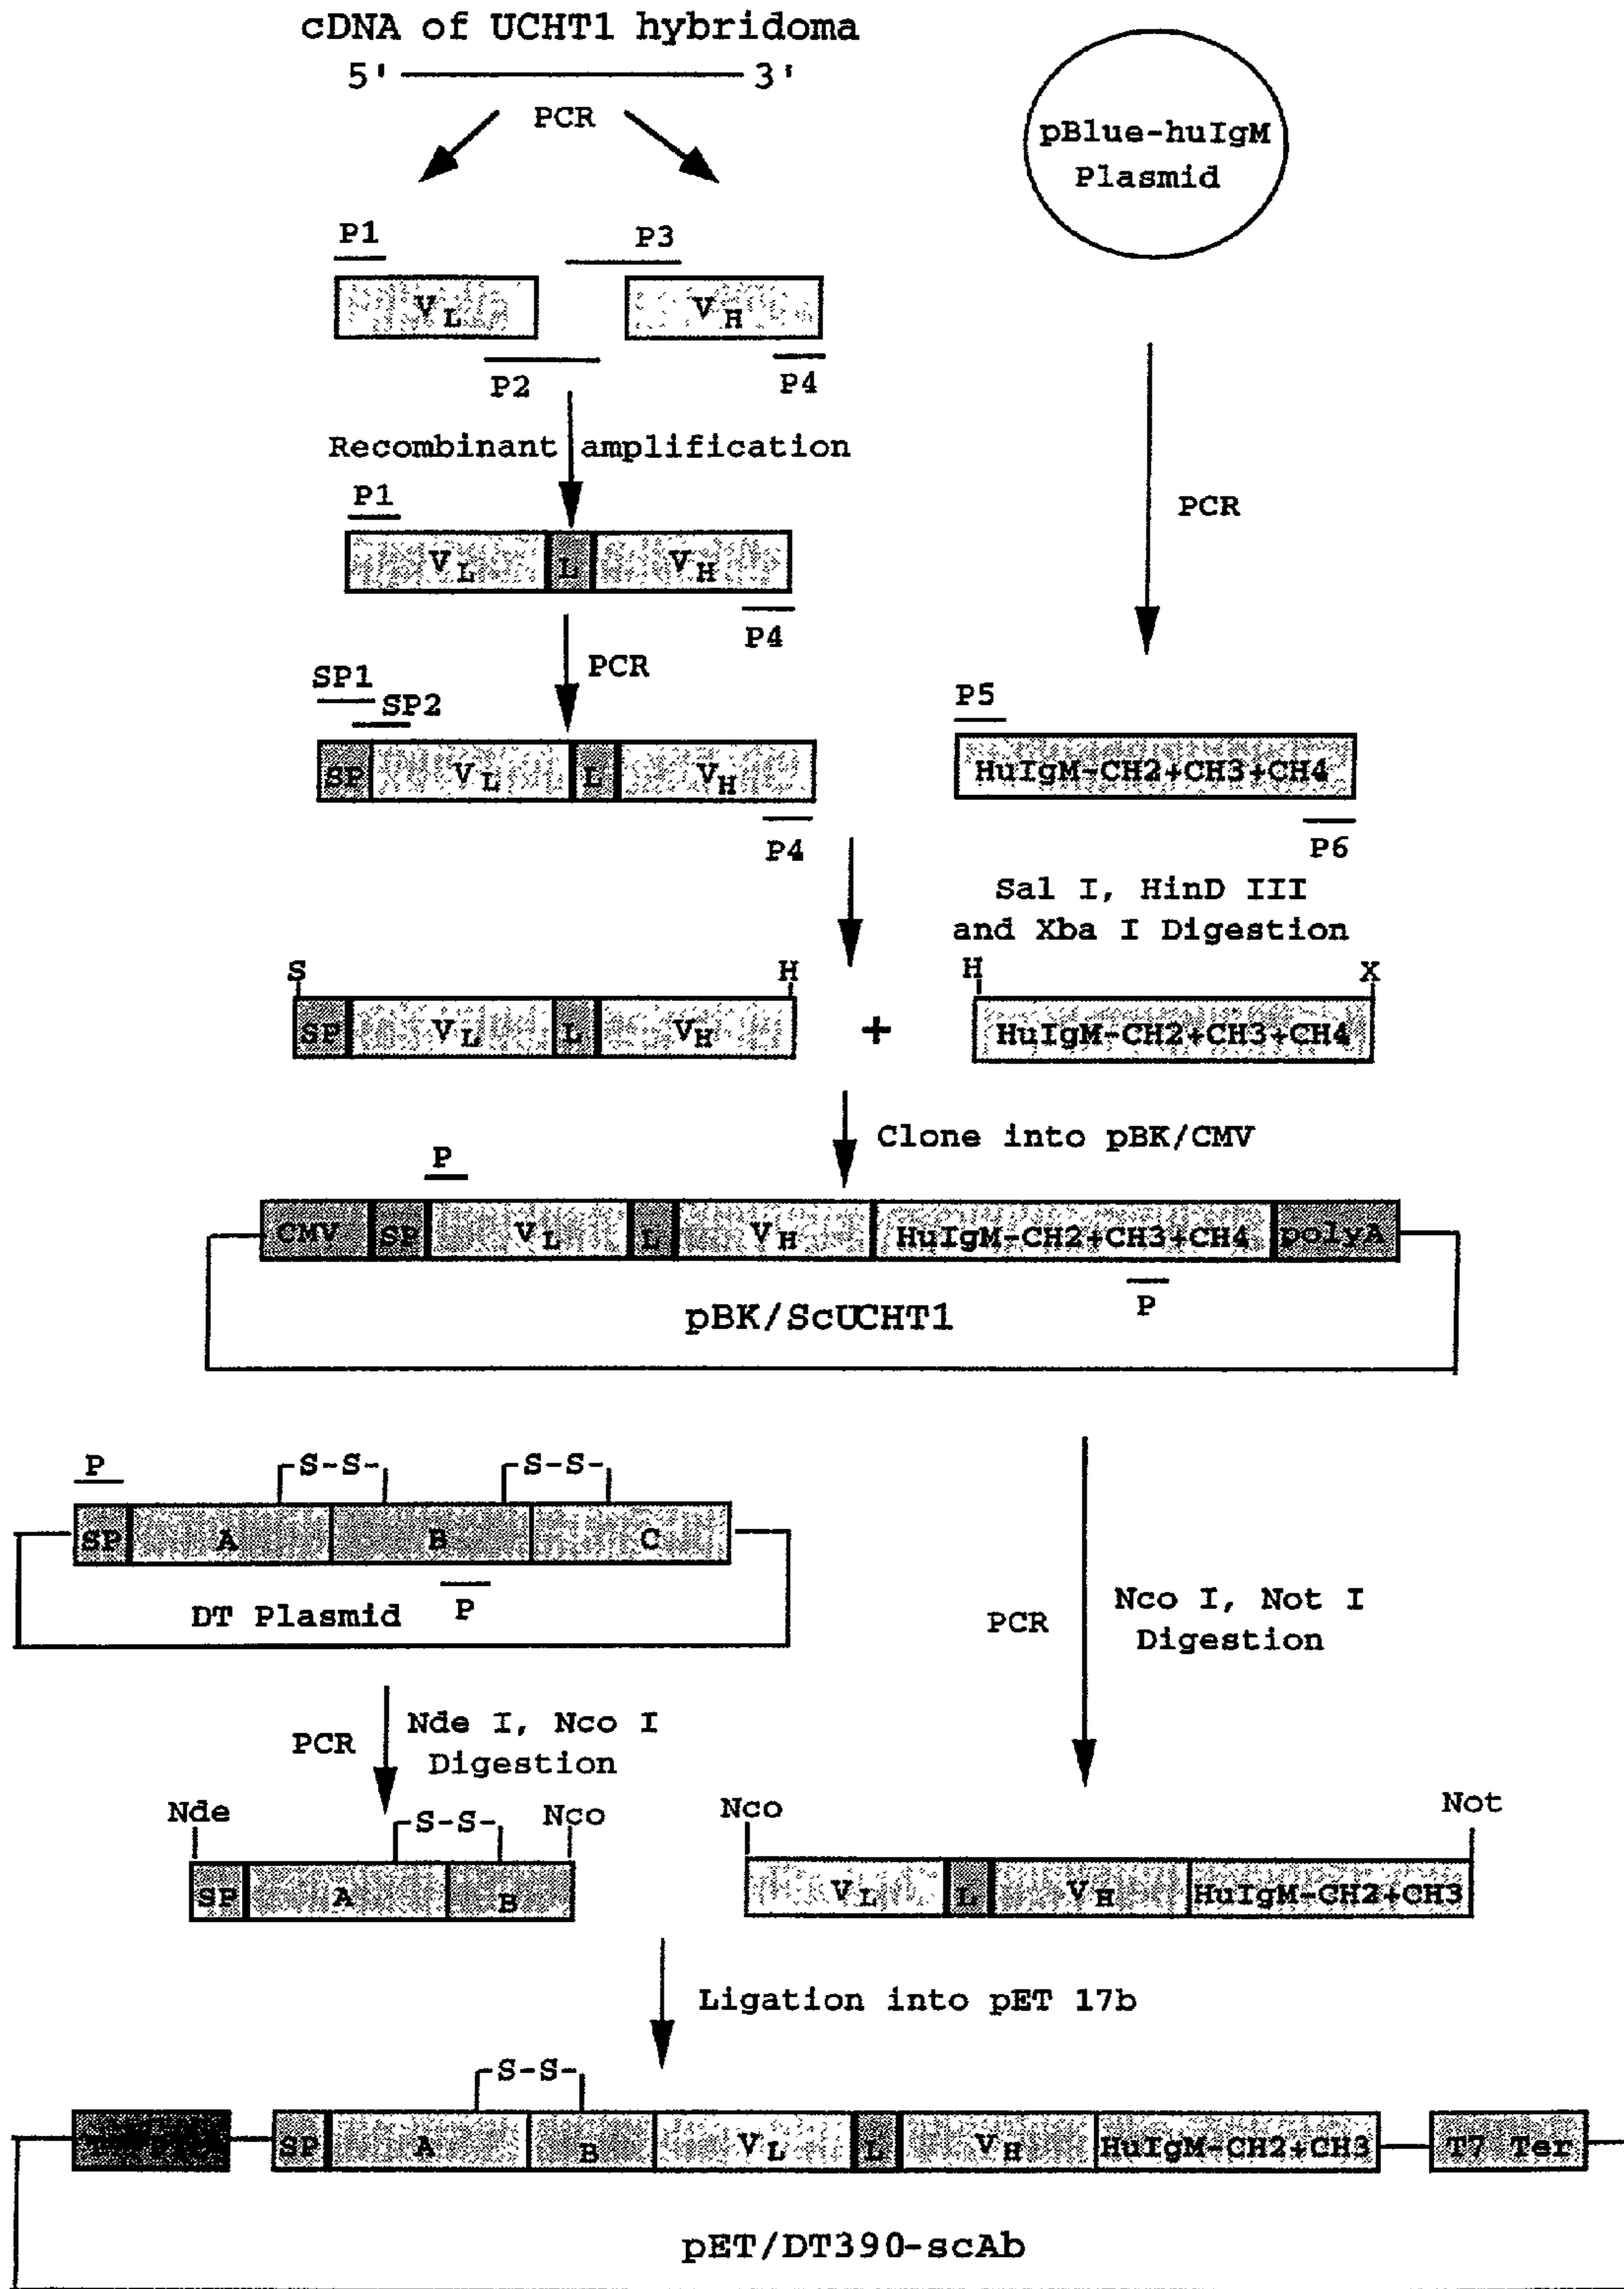 cDNA of UCHT1 hybridoma
5' 3'
PCR
pBlue-huIgM
Plasmid
P1
P3
VL
VH
P2
P4
Recombinant amplification
P1
VL L VH
P4
PCR
PCR
SP1
SP2
SP VL L VH
P4
P5
HuIgM-CH2+CH3+CH4
P6
Sal I, HinD III
and Xba I Digestion
S H
SP VL L VH
+
H X
HuIgM-CH2+CH3+CH4
Clone into pBK/CMV
P
CMV SP VL L VH HuIgM-CH2+CH3+CH4 polyA
P
pBK/ScUCHT1
P
S-S S-S
SP A B C
P
DT Plasmid
PCR
Nde I, Nco I
Digestion
PCR
Nco I, Not I
Digestion
Nde S-S Nco
SP A B
Nco Not
VL L VH HuIgM-CH2+CH3
Ligation into pET 17b
S-S
SP A B VL L VH HuIgM-CH2+CH3 T7 Ter
pET/DT390-scAb